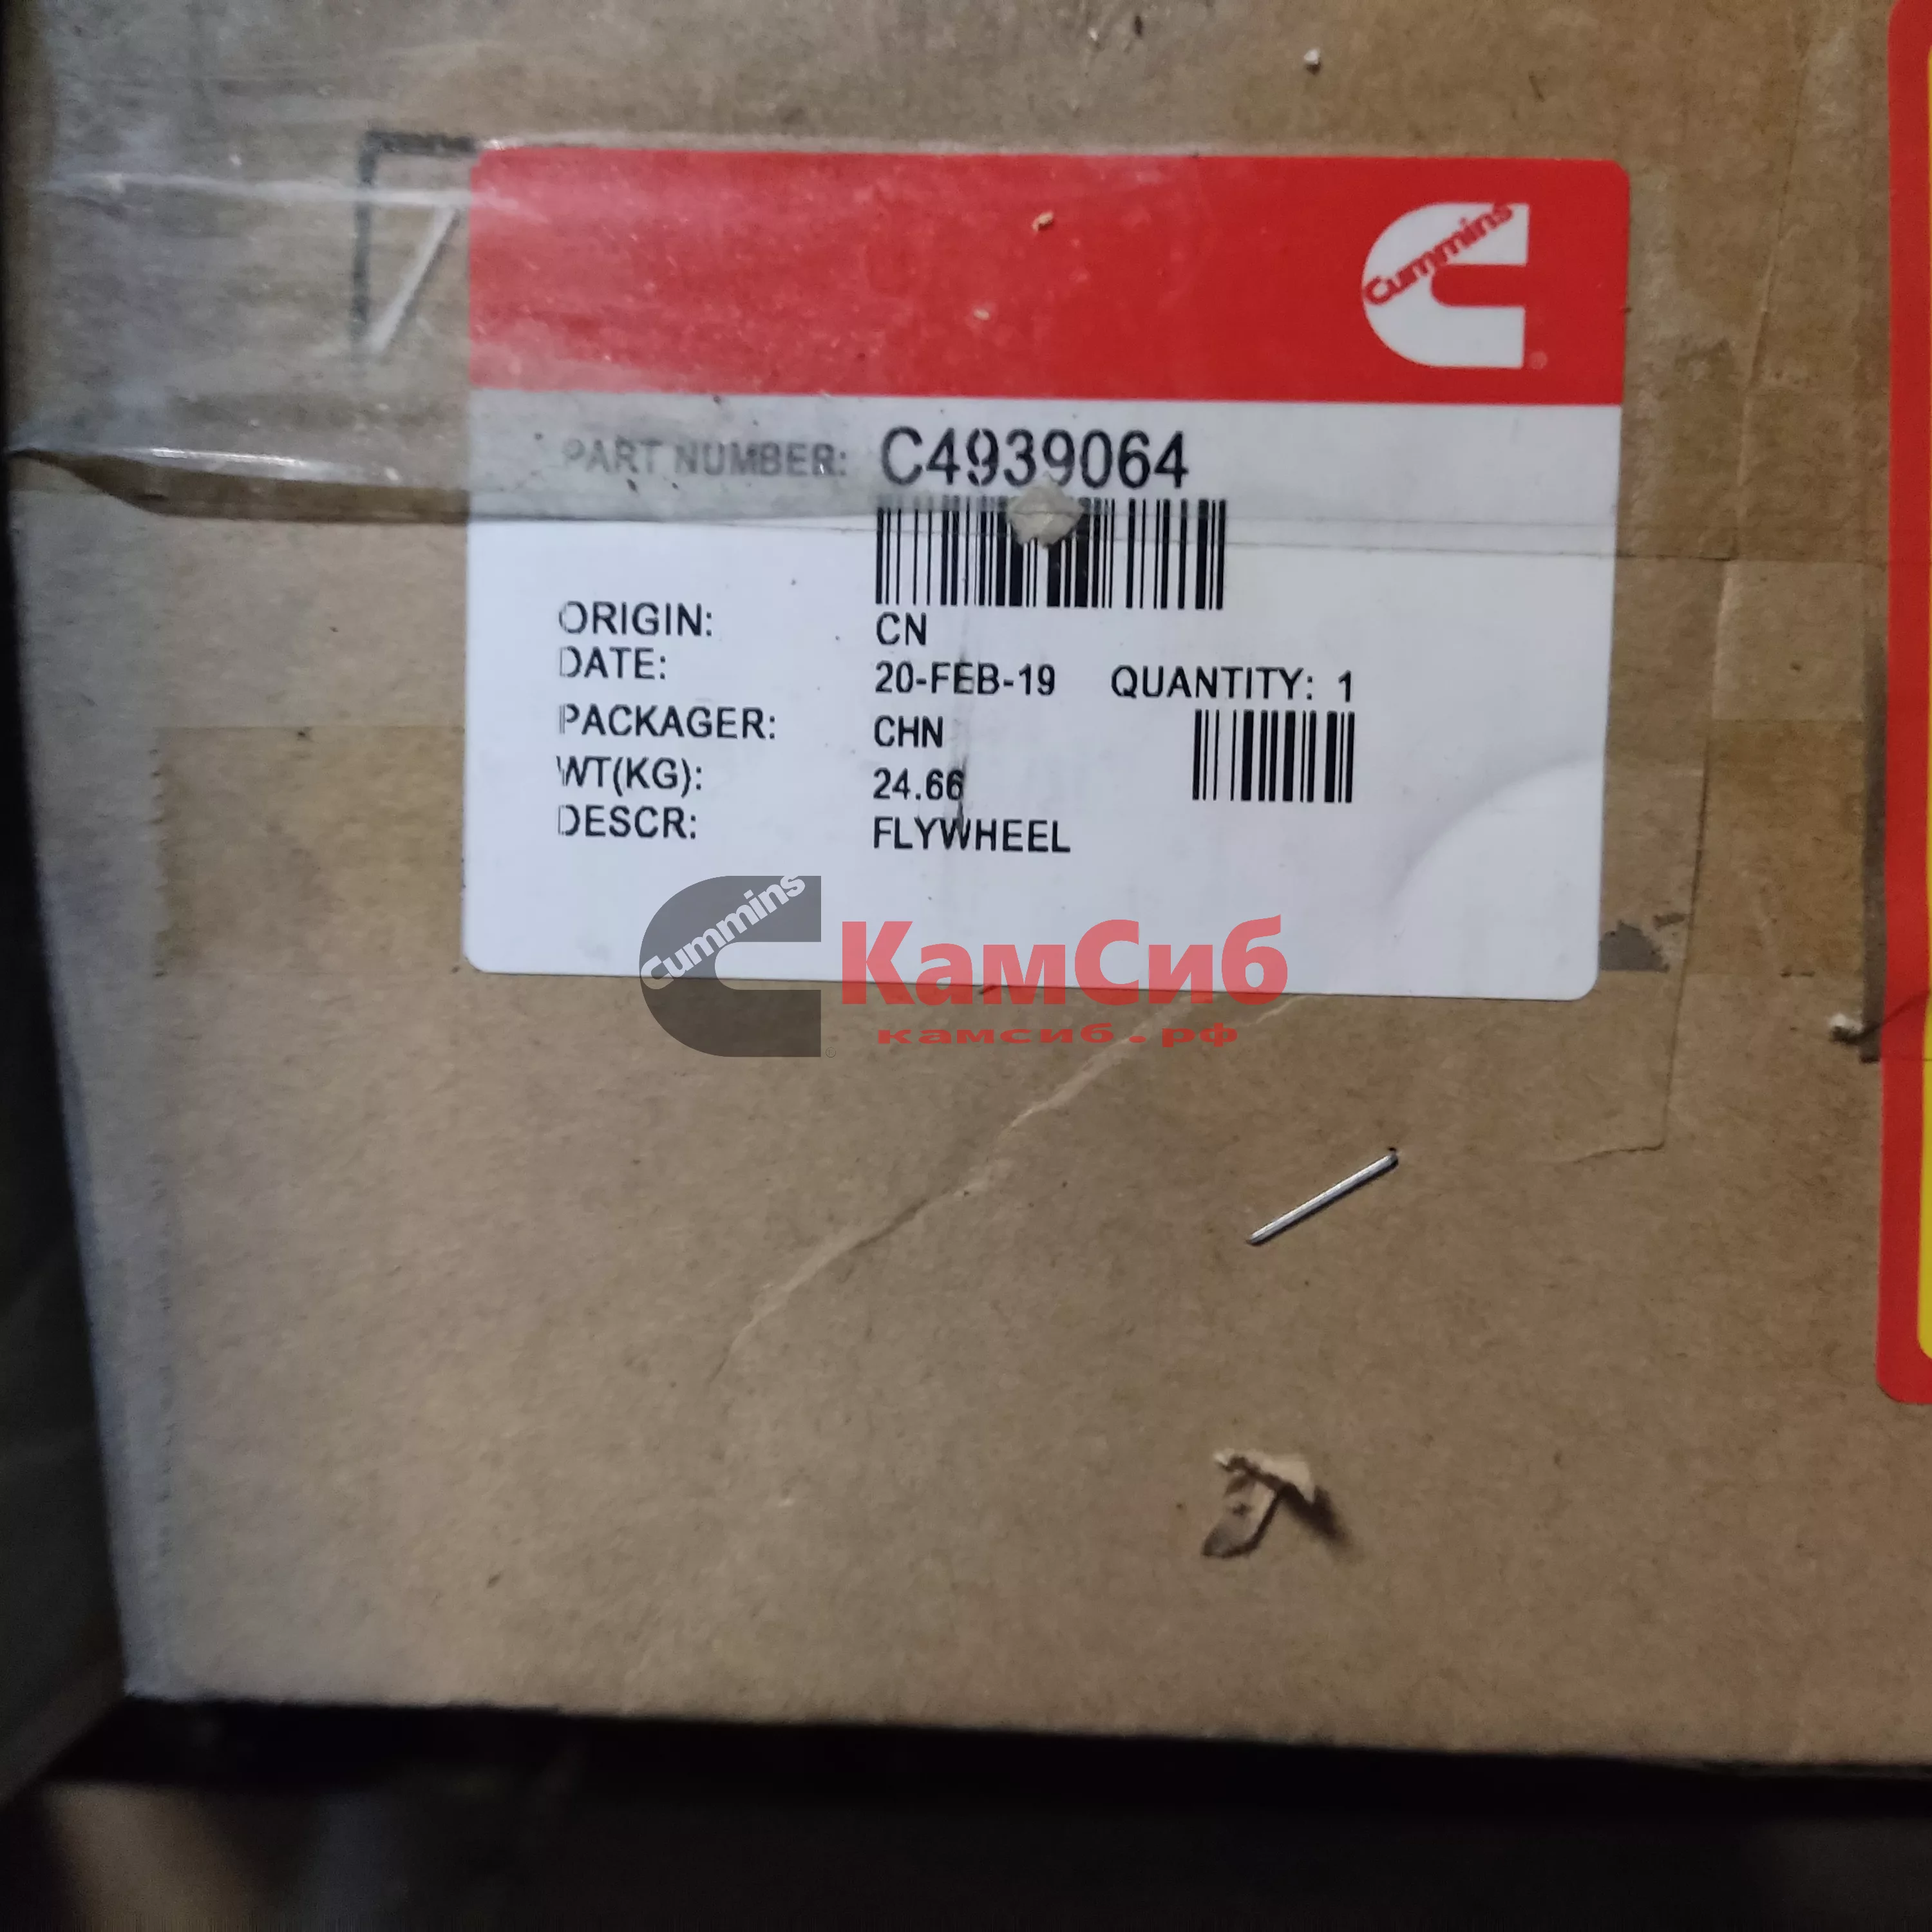 Cummins
PART NUMBER: C4939064
ORIGIN: CN
DATE: 20-FEB-19 QUANTITY: 1
PACKAGER: CHN
WT(KG): 24.66
DESCR: FLYWHEEL
Cummins
КамСиб
камсиб.рф